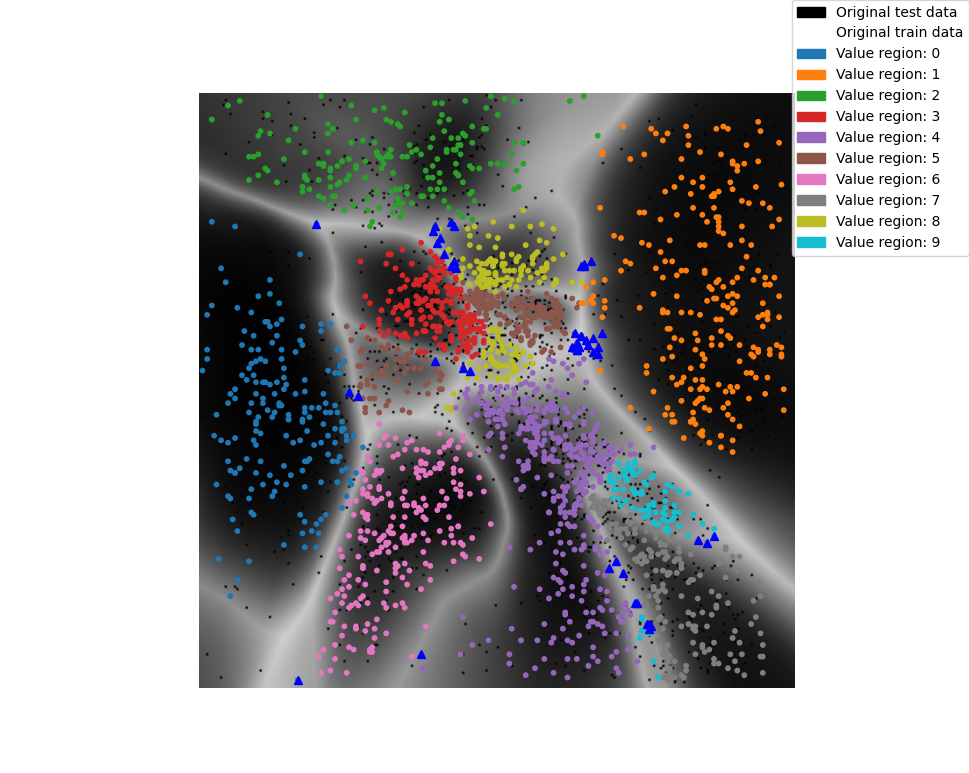 Original test data
Original train data
Value region: 0
Value region: 1
Value region: 2
Value region: 3
Value region: 4
Value region: 5
Value region: 6
Value region: 7
Value region: 8
Value region: 9